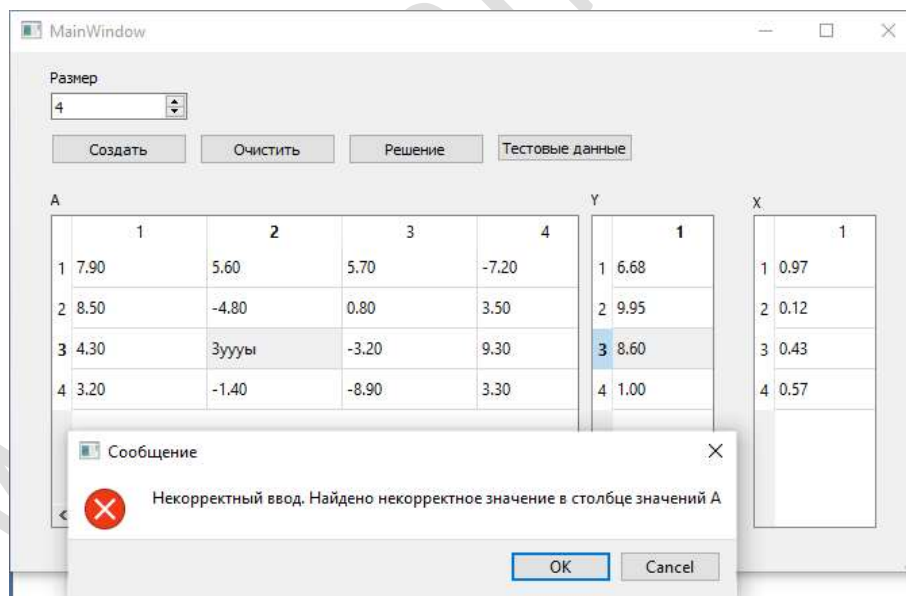 MainWindow
Размер
4
Создать Очистить Решение Тестовые данные
A Y X
1 2 3 4 1 1
1 7.90 5.60 5.70 -7.20 1 6.68 1 0.97
2 8.50 -4.80 0.80 3.50 2 9.95 2 0.12
3 4.30 3уууы -3.20 9.30 3 8.60 3 0.43
4 3.20 -1.40 -8.90 3.30 4 1.00 4 0.57
Сообщение
Некорректный ввод. Найдено некорректное значение в столбце значений А
OK Cancel